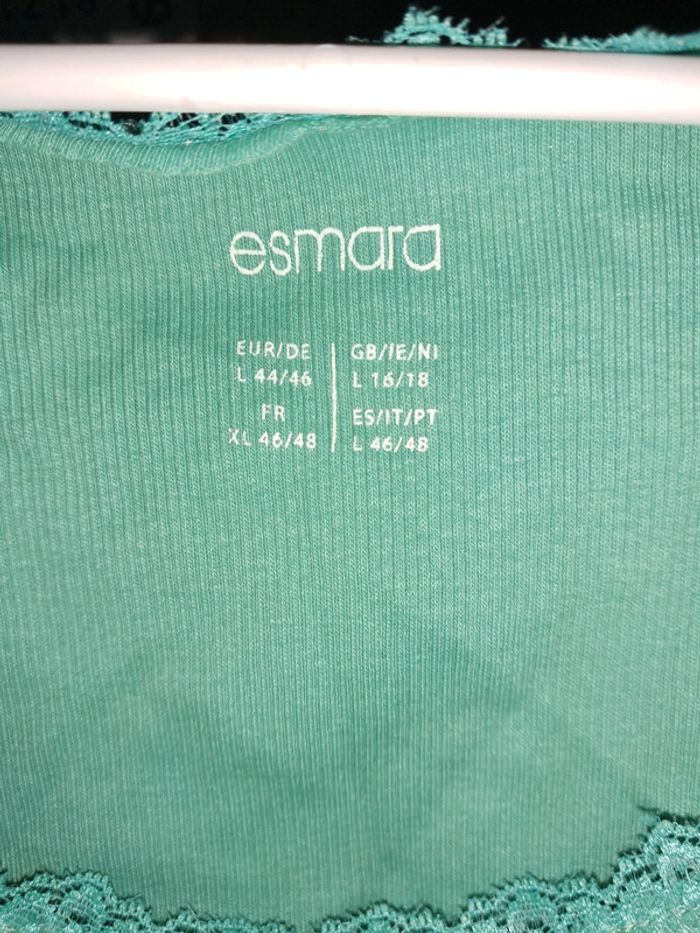 esmara
EUR/DE
L 44/46
FR
XL 46/48
GB/IE/NI
L 16/18
ES/IT/PT
L 46/48